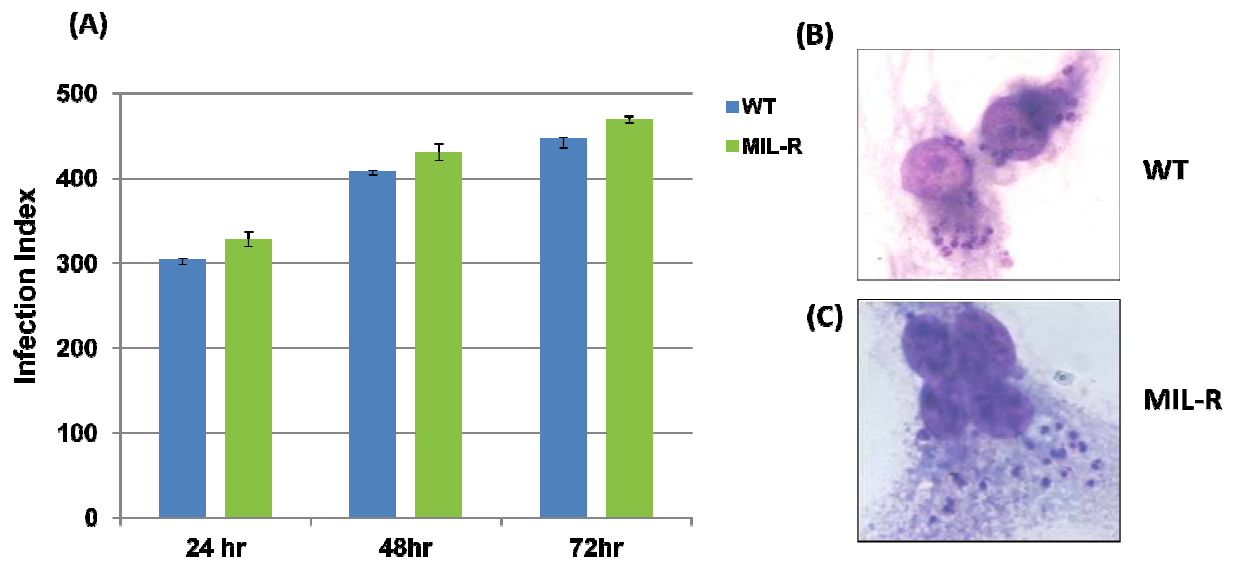 (A)
500
400
300
200
100
0
Infection Index
24 hr
48hr
72hr
WT
MIL-R
(B)
WT
(C)
MIL-R